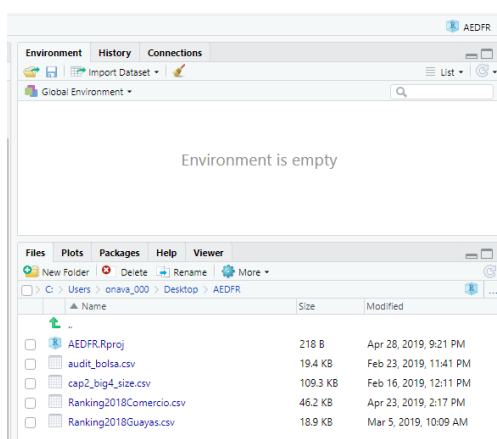 AEDFR
Environment History Connections
Import Dataset List
Global Environment
Environment is empty
Files Plots Packages Help Viewer
New Folder Delete Rename More
C: > Users > onava_000 > Desktop > AEDFR R ...
Name Size Modified
..
AEDFR.Rproj 218 B Apr 28, 2019, 9:21 PM
audit_bolsa.csv 19.4 KB Feb 23, 2019, 11:41 PM
cap2_big4_size.csv 109.3 KB Feb 16, 2019, 12:11 PM
Ranking2018Comercio.csv 46.2 KB Apr 23, 2019, 2:17 PM
Ranking2018Guayas.csv 18.9 KB Mar 5, 2019, 10:09 AM